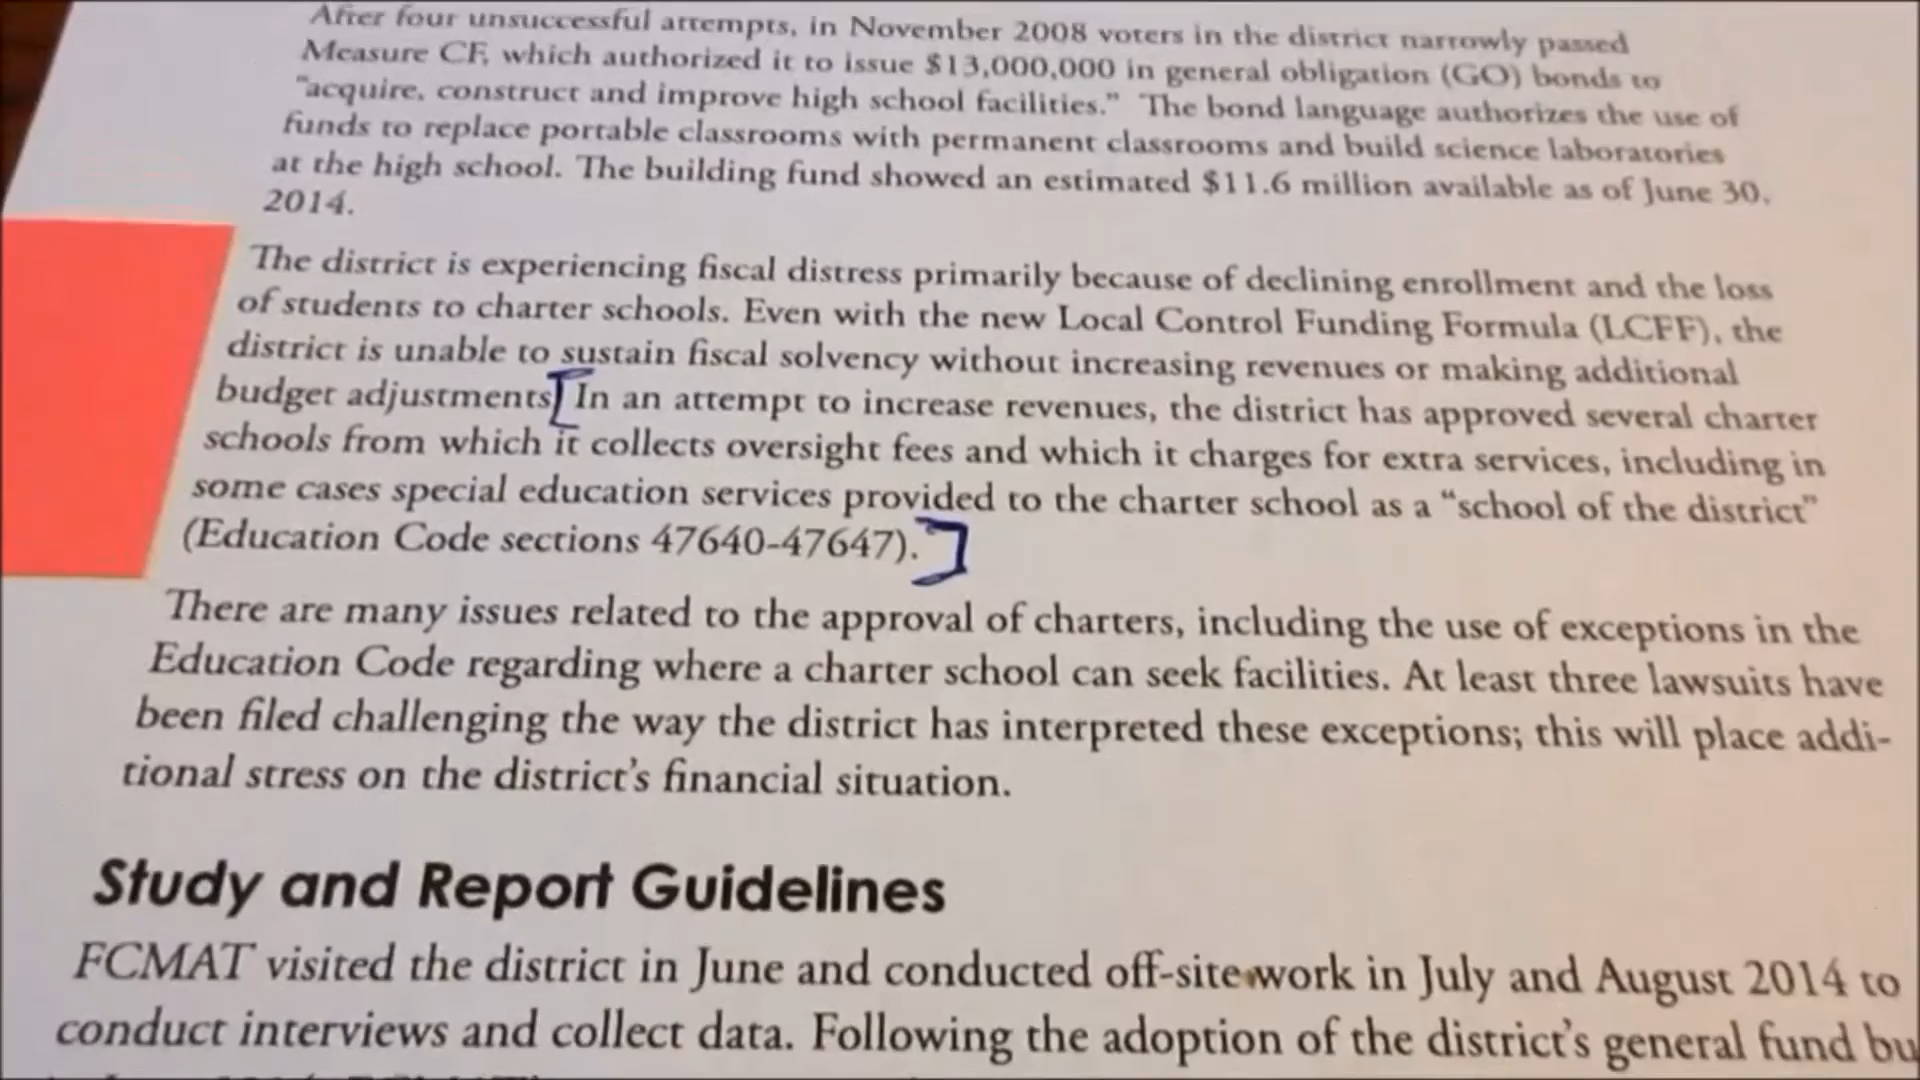 After four unsuccessful attempts, in November 2008 voters in the district narrowly passed
Measure CF, which authorized it to issue $13,000,000 in general obligation (GO) bonds to
"acquire, construct and improve high school facilities." The bond language authorizes the use of
funds to replace portable classrooms with permanent classrooms and build science laboratories
at the high school. The building fund showed an estimated $11.6 million available as of June 30,
2014.
The district is experiencing fiscal distress primarily because of declining enrollment and the loss
of students to charter schools. Even with the new Local Control Funding Formula (LCFF), the
district is unable to sustain fiscal solvency without increasing revenues or making additional
budget adjustments. [In an attempt to increase revenues, the district has approved several charter
schools from which it collects oversight fees and which it charges for extra services, including in
some cases special education services provided to the charter school as a “school of the district”
(Education Code sections 47640-47647).]
There are many issues related to the approval of charters, including the use of exceptions in the
Education Code regarding where a charter school can seek facilities. At least three lawsuits have
been filed challenging the way the district has interpreted these exceptions; this will place addi-
tional stress on the district’s financial situation.
Study and Report Guidelines
FCMAT visited the district in June and conducted off-site work in July and August 2014 to
conduct interviews and collect data. Following the adoption of the district’s general fund bu